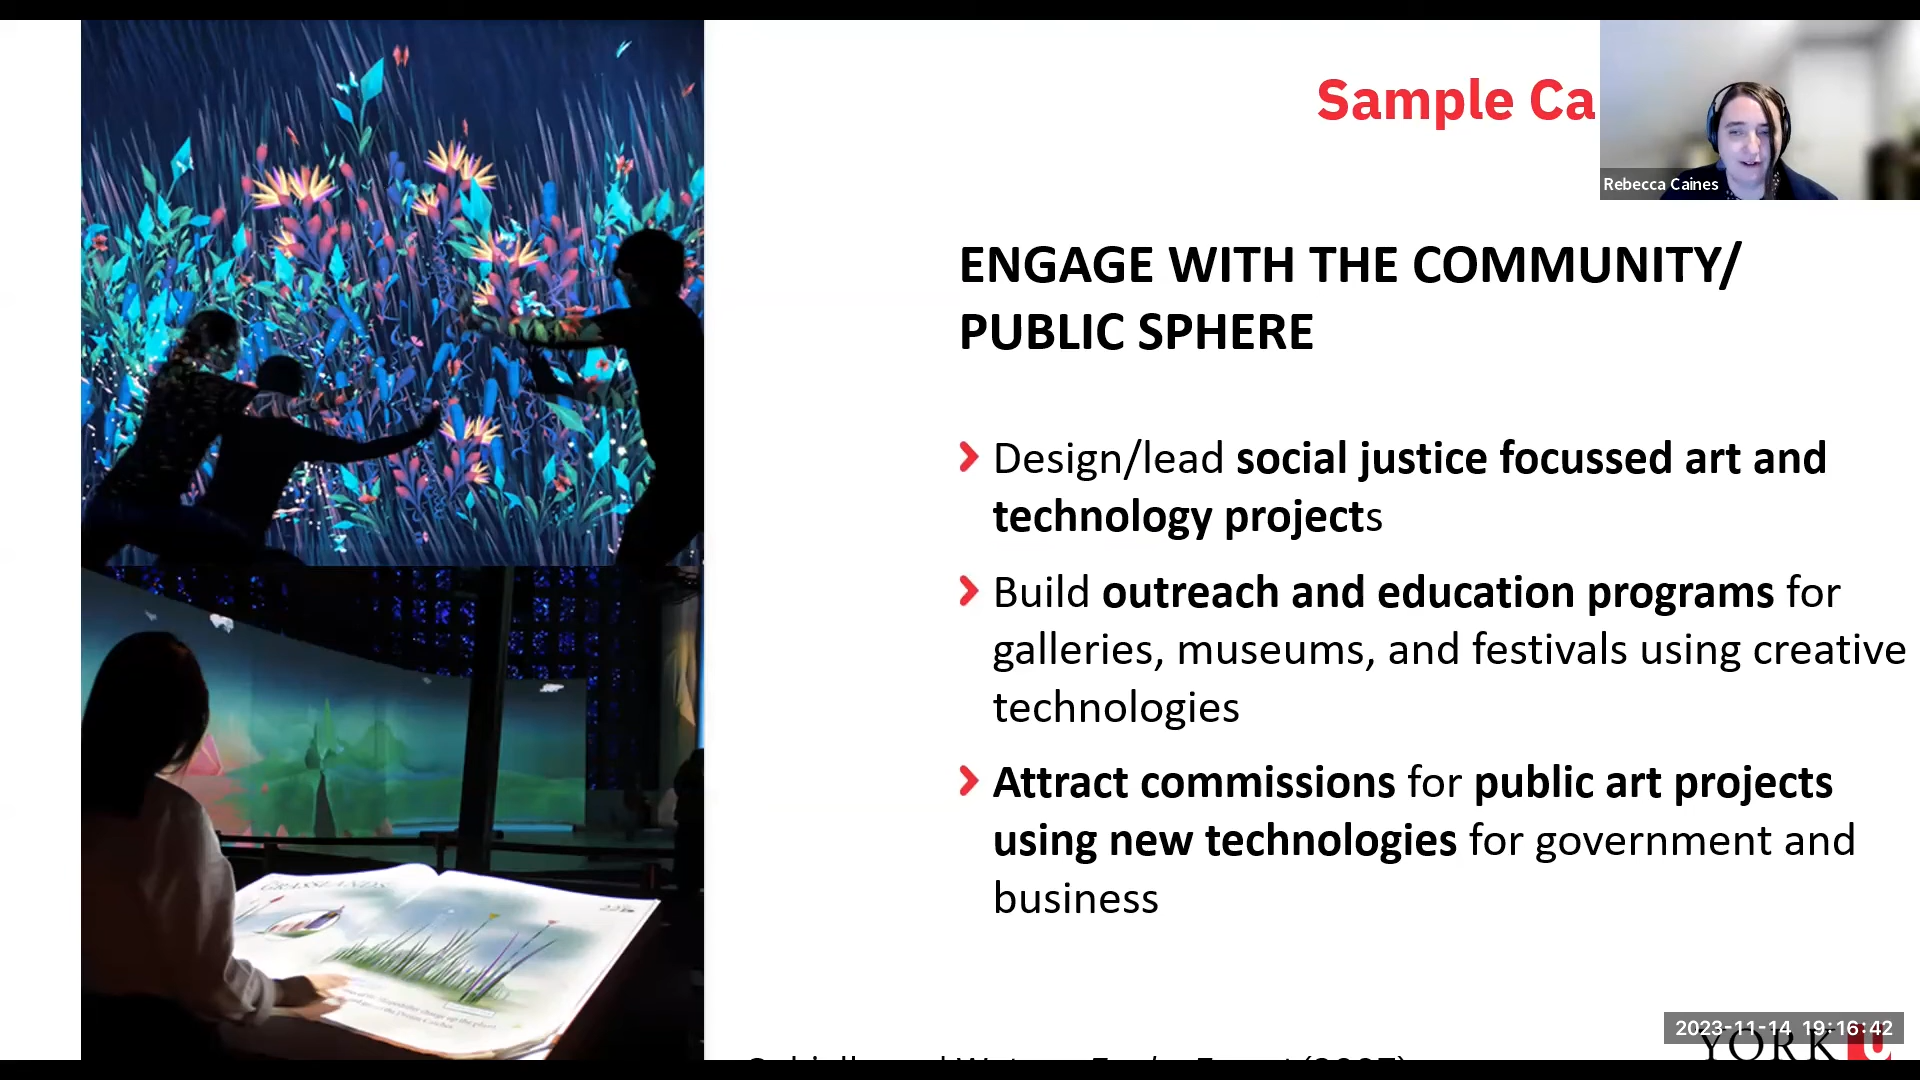 Sample Ca
Rebecca Caines
ENGAGE WITH THE COMMUNITY/
PUBLIC SPHERE
Design/lead social justice focussed art and
technology projects
Build outreach and education programs for
galleries, museums, and festivals using creative
technologies
Attract commissions for public art projects
using new technologies for government and
business
GRASSLANDS
2023-11-14 19:16:42
YORK U